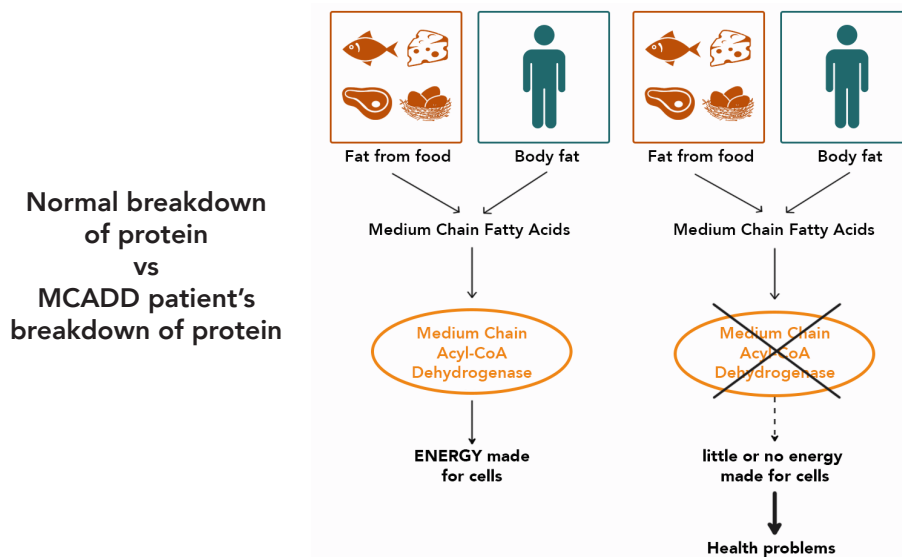 Normal breakdown
of protein
vs
MCADD patient's
breakdown of protein
Fat from food
Body fat
Medium Chain Fatty Acids
Medium Chain
Acyl-CoA
Dehydrogenase
ENERGY made
for cells
Fat from food
Body fat
Medium Chain Fatty Acids
Medium Chain
Acyl-CoA
Dehydrogenase
little or no energy
made for cells
Health problems